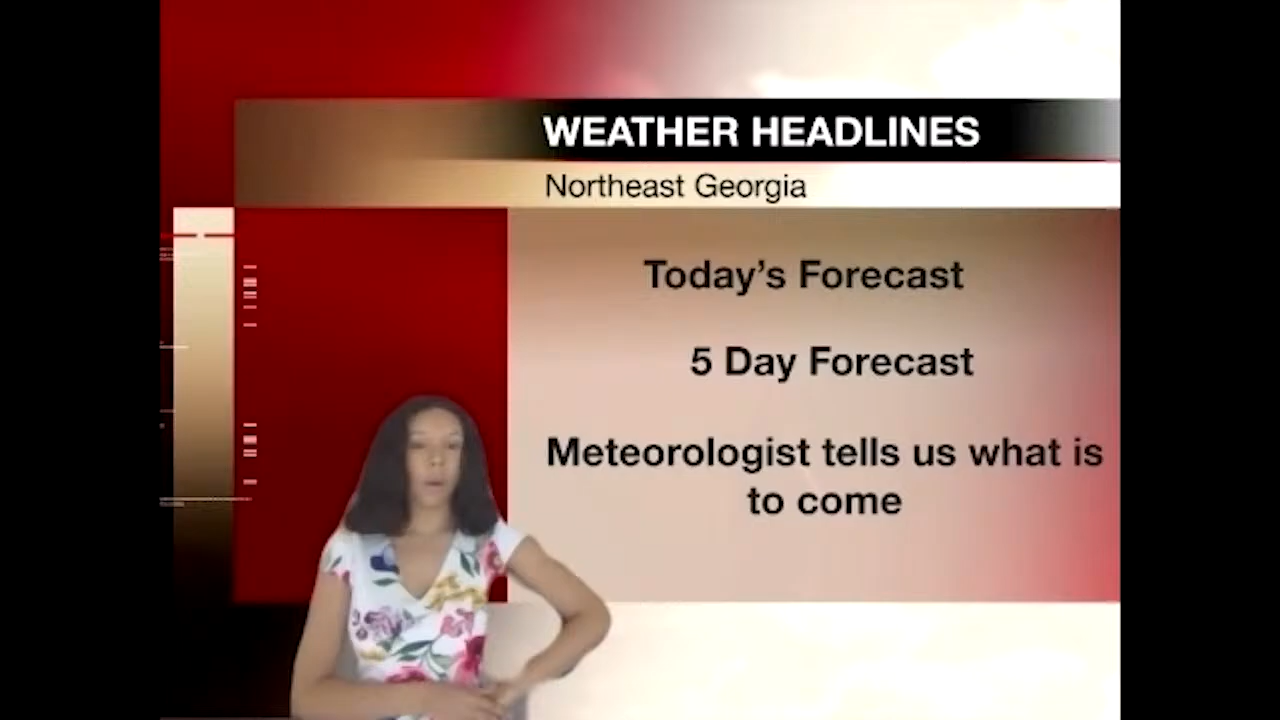 WEATHER HEADLINES
Northeast Georgia
Today’s Forecast
5 Day Forecast
Meteorologist tells us what is
to come